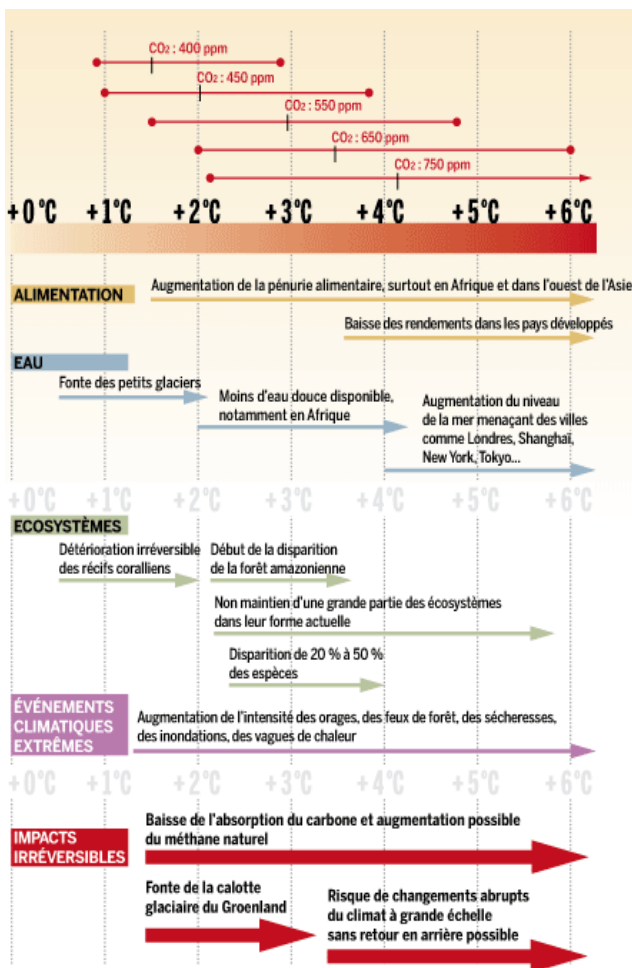 CO2 : 400 ppm
CO2 : 450 ppm
CO2 : 550 ppm
CO2 : 650 ppm
CO2 : 750 ppm
+0°C +1°C +2°C +3°C +4°C +5°C +6°C
ALIMENTATION
Augmentation de la pénurie alimentaire, surtout en Afrique et dans l'ouest de l'Asie
Baisse des rendements dans les pays développés
EAU
Fonte des petits glaciers
Moins d'eau douce disponible,
notamment en Afrique
Augmentation du niveau
de la mer menaçant des villes
comme Londres, Shanghaï,
New York, Tokyo...
+0°C +1°C +2°C +3°C +4°C +5°C +6°C
ECOSYSTÈMES
Détérioration irréversible
des récifs coralliens
Début de la disparition
de la forêt amazonienne
Non maintien d'une grande partie des écosystèmes
dans leur forme actuelle
Disparition de 20 % à 50 %
des espèces
ÉVÉNEMENTS
CLIMATIQUES
EXTRÊMES
Augmentation de l'intensité des orages, des feux de forêt, des sécheresses,
des inondations, des vagues de chaleur
+0°C +1°C +2°C +3°C +4°C +5°C +6°C
IMPACTS
IRRÉVERSIBLES
Baisse de l'absorption du carbone et augmentation possible
du méthane naturel
Fonte de la calotte
glaciaire du Groenland
Risque de changements abrupts
du climat à grande échelle
sans retour en arrière possible